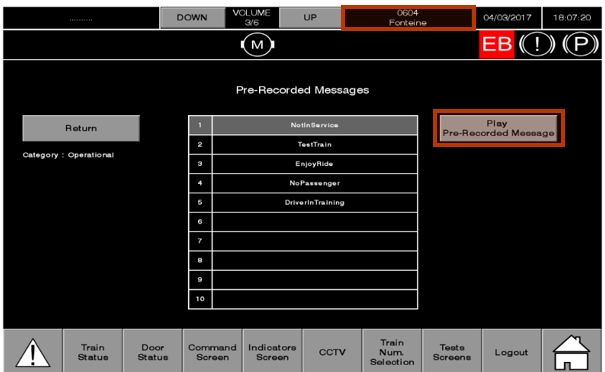 ..........
DOWN
VOLUME
3/6
UP
0604
Fonteine
04/03/2017
18:07:20
M
EB
!
P
Pre-Recorded Messages
Return
Category : Operational
1 NotInService
2 TestTrain
3 EnjoyRide
4 NoPassenger
5 DriverInTraining
6
7
8
9
10
Play
Pre-Recorded Message
Train
Status
Door
Status
Command
Screen
Indicators
Screen
CCTV
Train
Num.
Selection
Tests
Screens
Logout